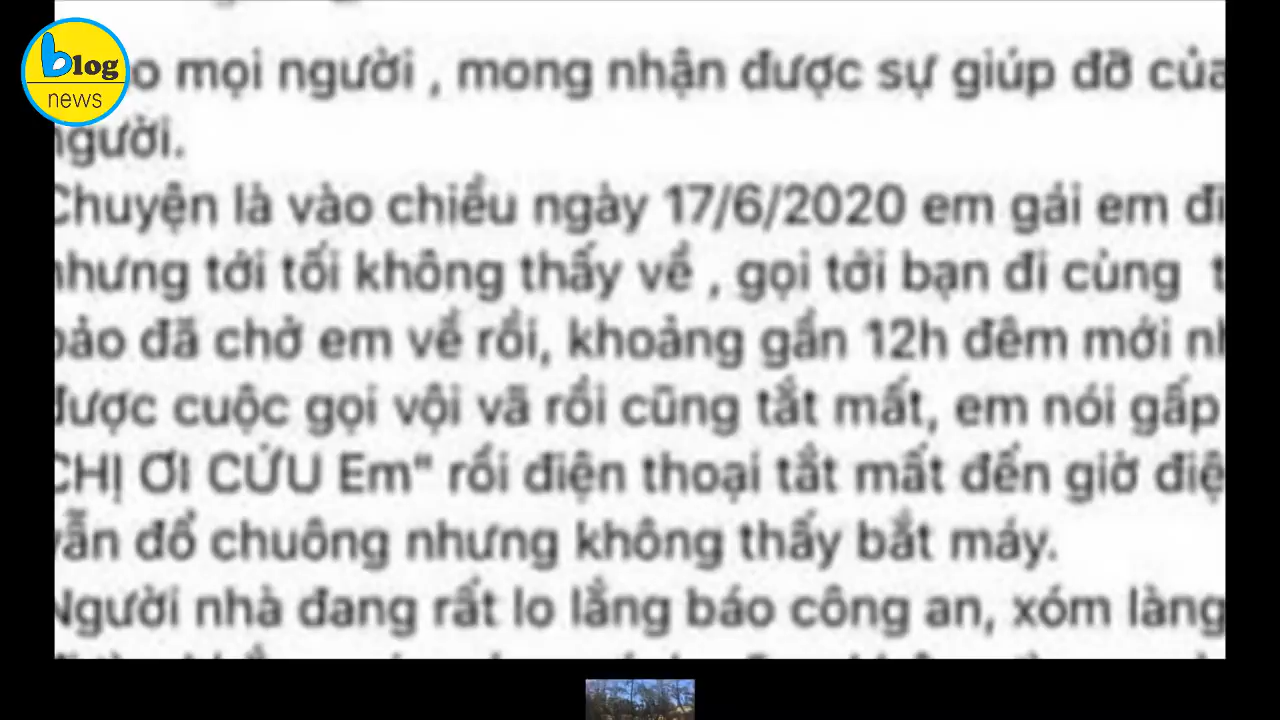 blog
news
mọi người , mong nhận được sự giúp đỡ của
người.
Chuyện là vào chiều ngày 17/6/2020 em gái em đi
nhưng tới tối không thấy về , gọi tới bạn đi cùng
bảo đã chở em về rồi, khoảng gần 12h đêm mới
được cuộc gọi vội vã rồi cũng tắt mất, em nói gấp
CHỊ ƠI CỨU Em" rồi điện thoại tắt mất đến giờ
vẫn đổ chuông nhưng không thấy bắt máy.
Người nhà đang rất lo lắng báo công an, xóm làng